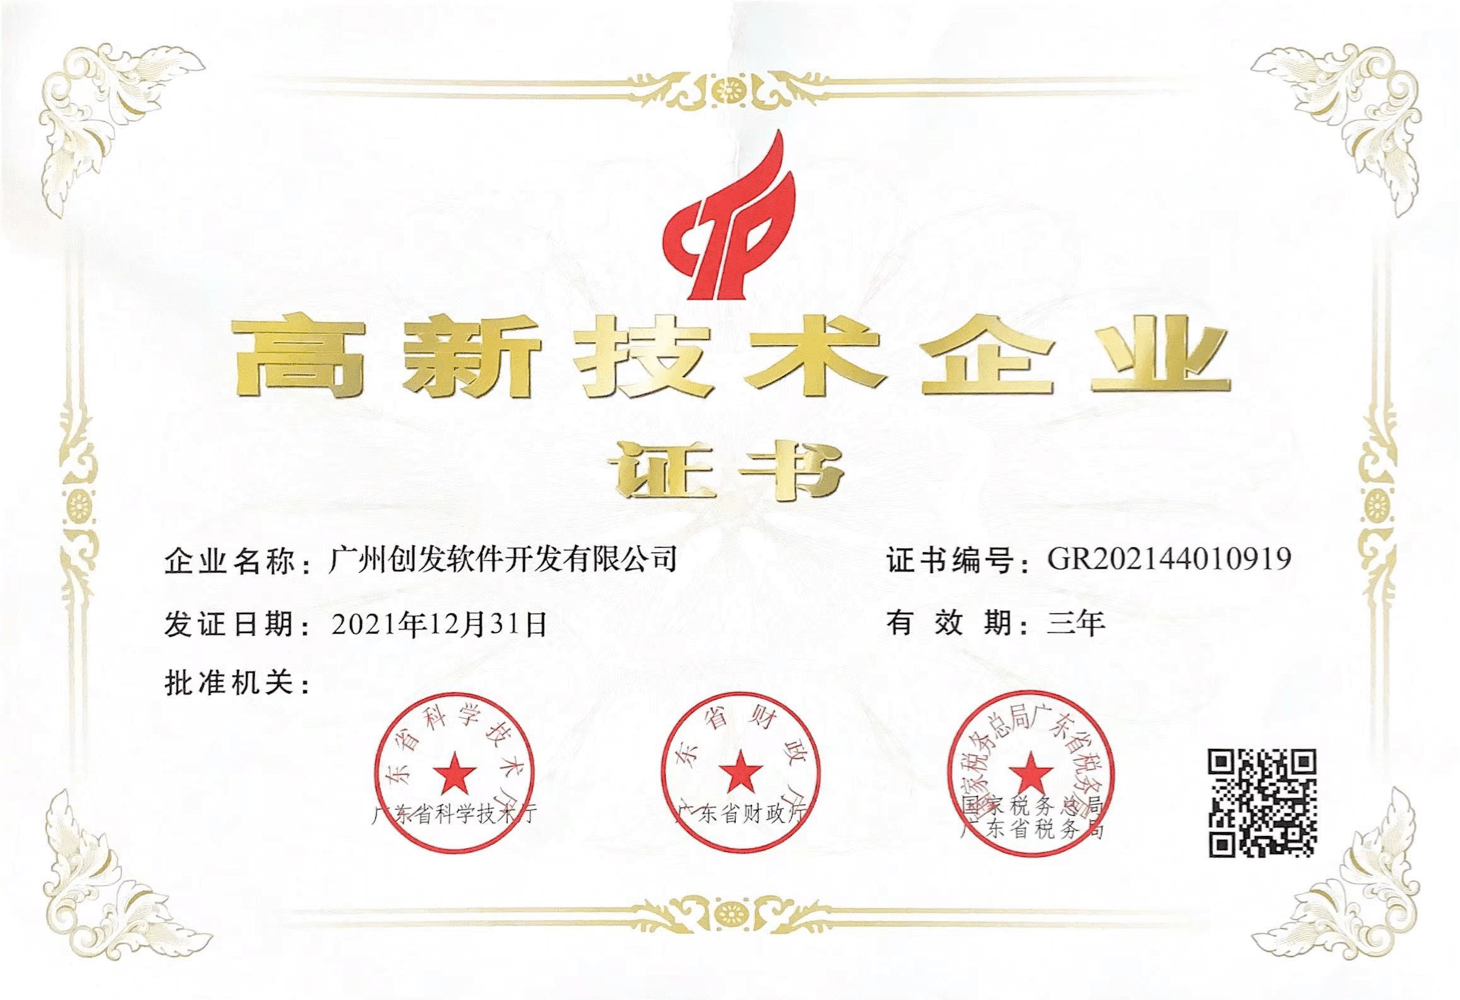 CTP
高新技术企业
证书
企业名称：广州创发软件开发有限公司
证书编号：GR202144010919
发证日期：2021年12月31日
有效期：三年
批准机关：
广东省科学技术厅
广东省科学技术厅
广东省财政厅
广东省财政厅
国家税务总局广东省税务局
国家税务总局
广东省税务局